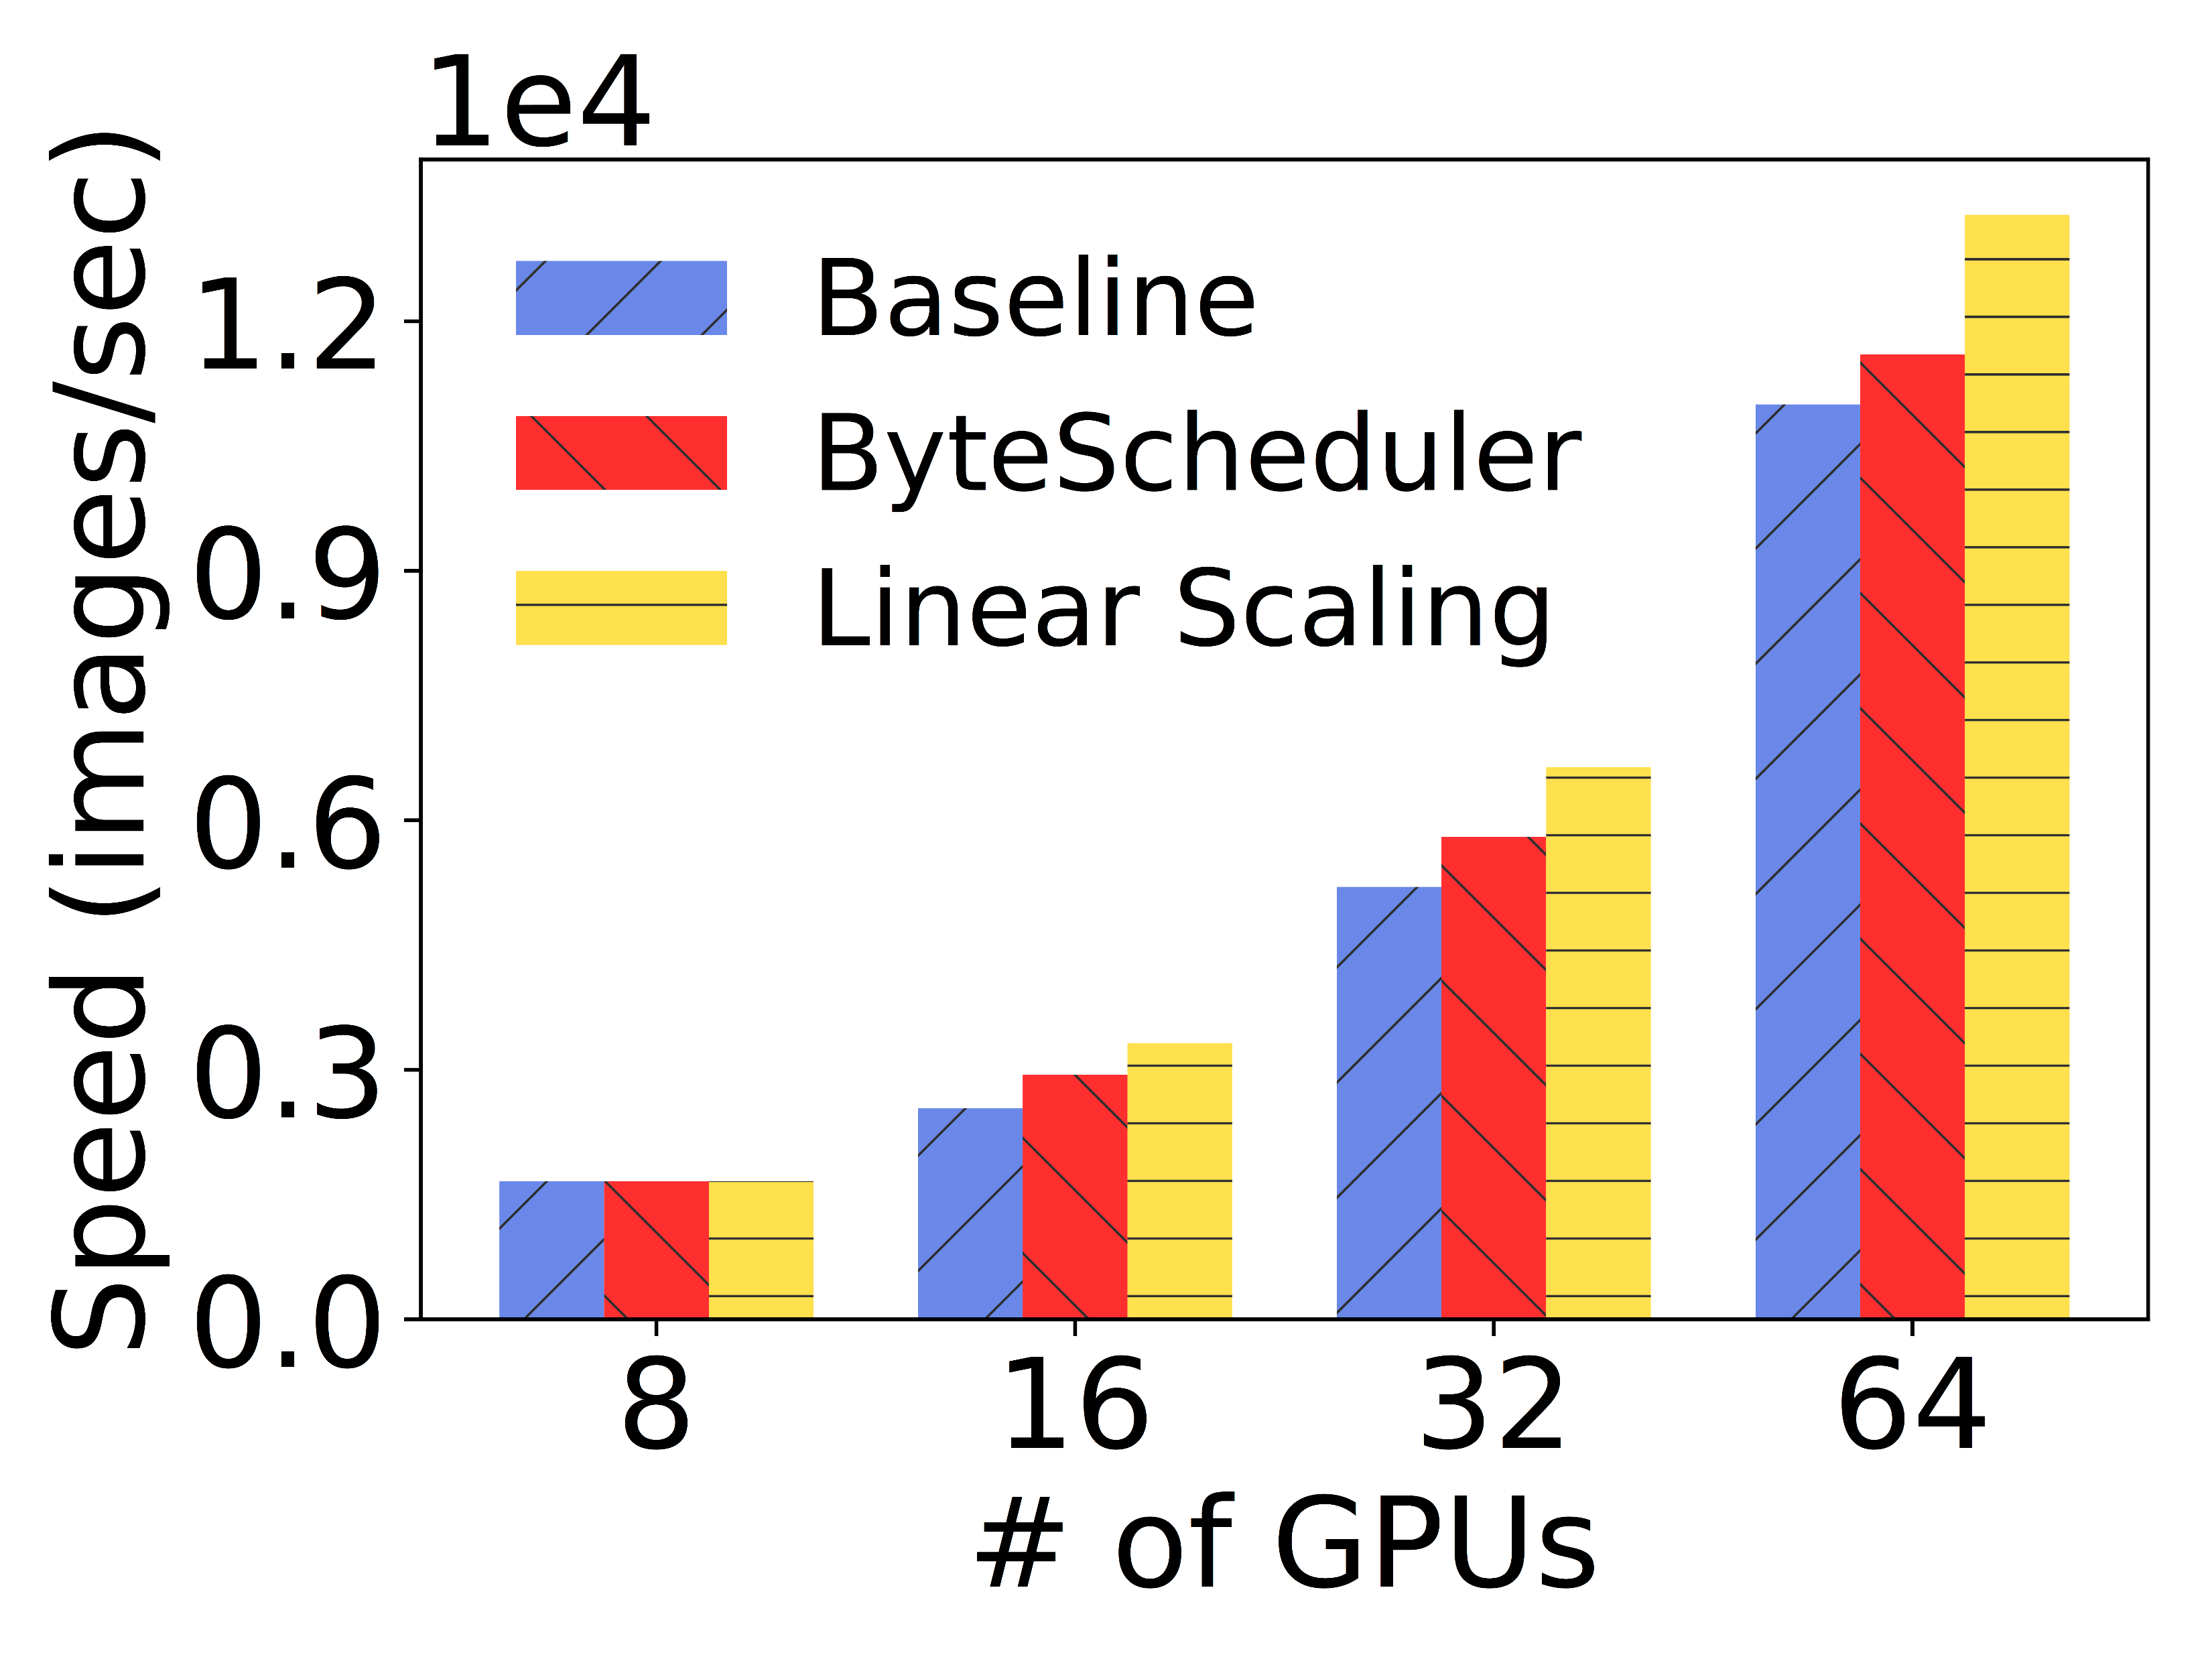 1e4
Speed (images/sec)
1.2
0.9
0.6
0.3
0.0
Baseline
ByteScheduler
Linear Scaling
8 16 32 64
# of GPUs